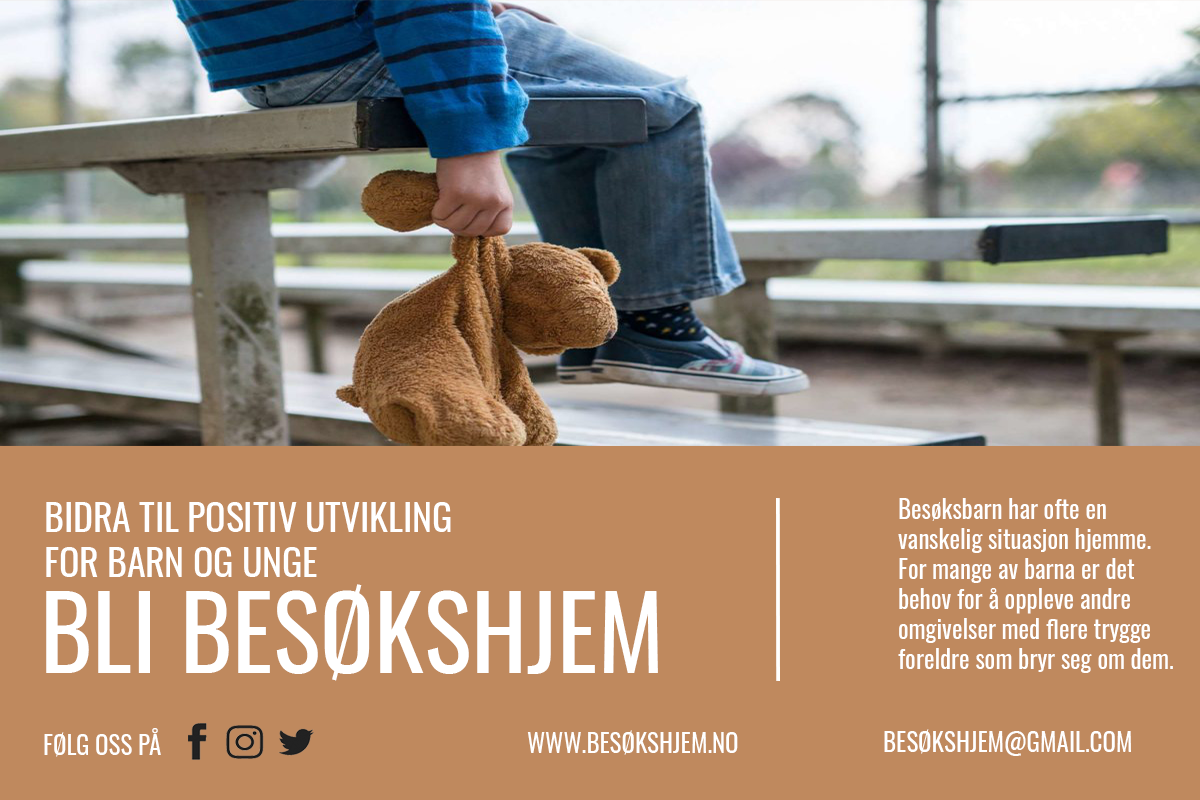 BIDRA TIL POSITIV UTVIKLING
FOR BARN OG UNGE
BLI BESØKSHJEM
Besøksbarn har ofte en
vanskelig situasjon hjemme.
For mange av barna er det
behov for å oppleve andre
omgivelser med flere trygge
foreldre som bryr seg om dem.
FØLG OSS PÅ
WWW.BESØKSHJEM.NO
BESØKSHJEM@GMAIL.COM